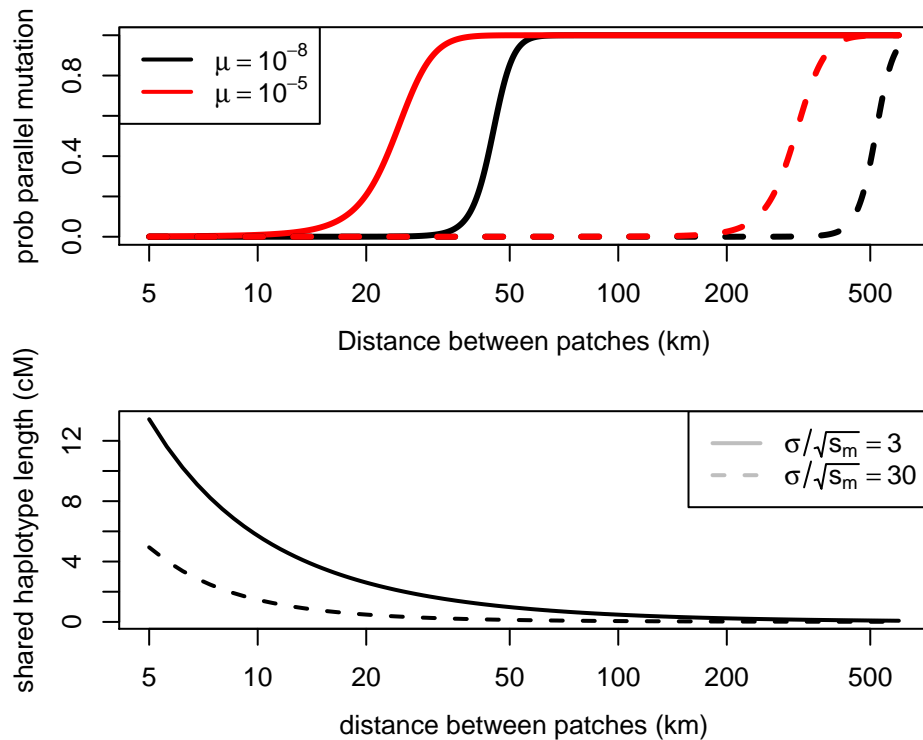 prob parallel mutation
0.0 0.4 0.8
μ = 10⁻⁸
μ = 10⁻⁵
5 10 20 50 100 200 500
Distance between patches (km)
shared haplotype length (cM)
0 4 8 12
σ/√sₘ = 3
σ/√sₘ = 30
5 10 20 50 100 200 500
distance between patches (km)